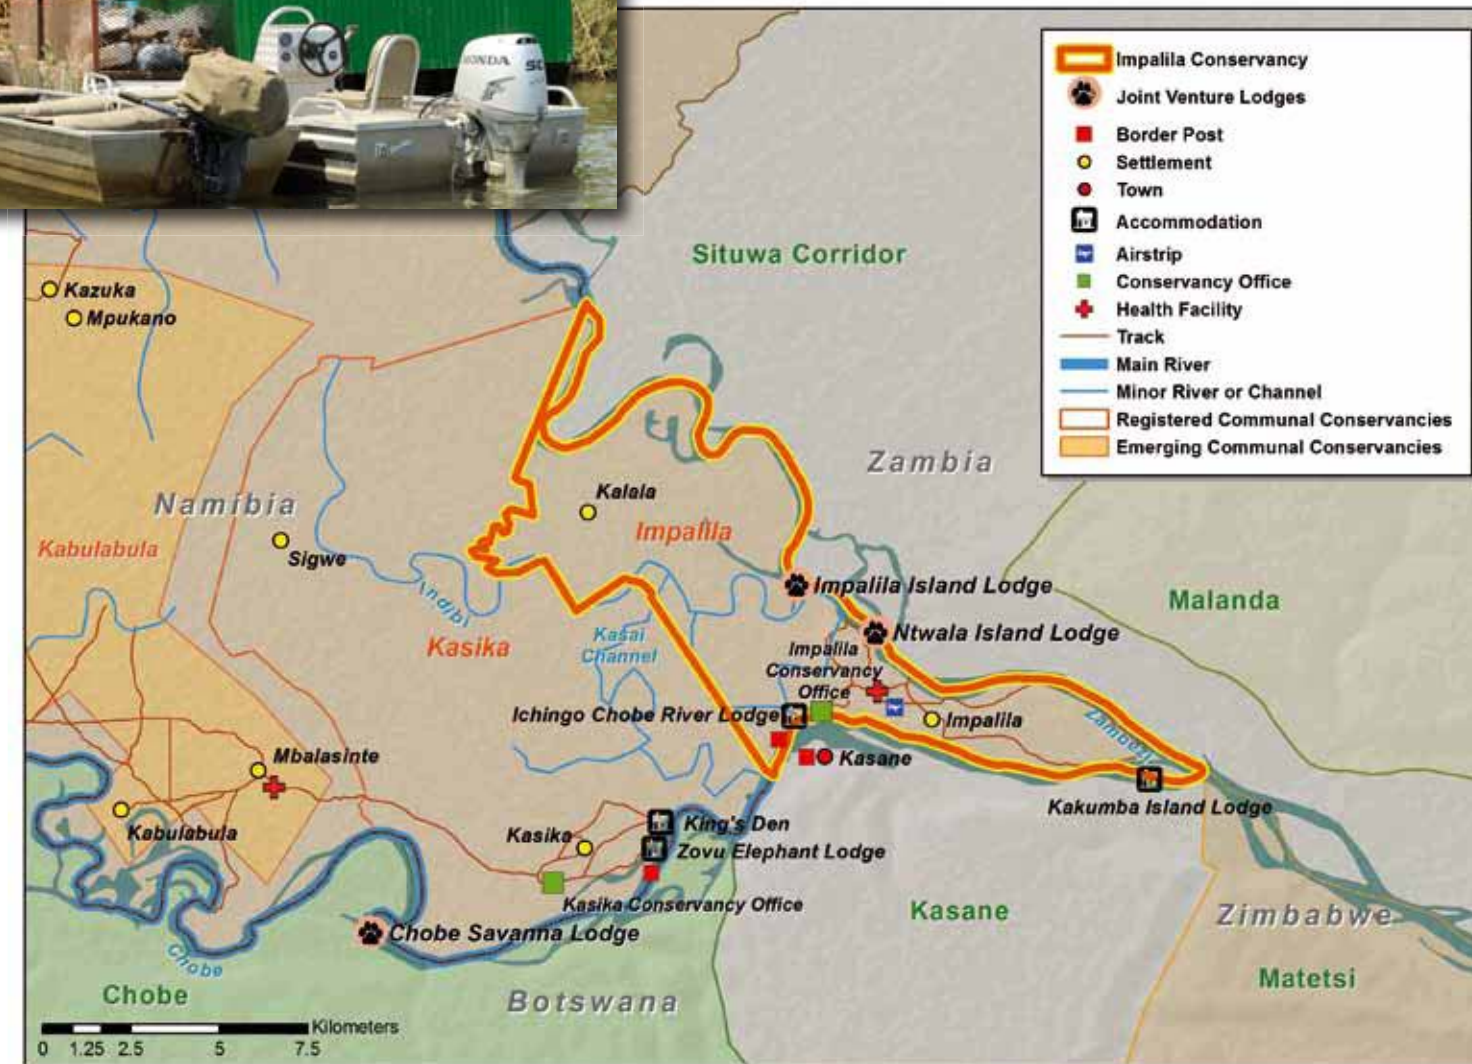 HONDA
Impalila Conservancy
Joint Venture Lodges
Border Post
Settlement
Town
Accommodation
Airstrip
Conservancy Office
Health Facility
Track
Main River
Minor River or Channel
Registered Communal Conservancies
Emerging Communal Conservancies
Situwa Corridor
Kazuka
Mpukano
Zambia
Kalala
Namibia
Impalila
Kabulabula
Sigwe
Impalila Island Lodge
Malanda
Indibi
Ntwala Island Lodge
Kasika
Kasai
Channel
Impalila
Conservancy
Office
Ichingo Chobe River Lodge
Impalila
Zambezi
Mbalasinte
Kasane
Kakumba Island Lodge
Kabulabula
Kasika
King's Den
Zovu Elephant Lodge
Kasika Conservancy Office
Kasane
Zimbabwe
Chobe Savanna Lodge
Chobe
Matetsi
Chobe
Botswana
Kilometers
0 1.25 2.5 5 7.5